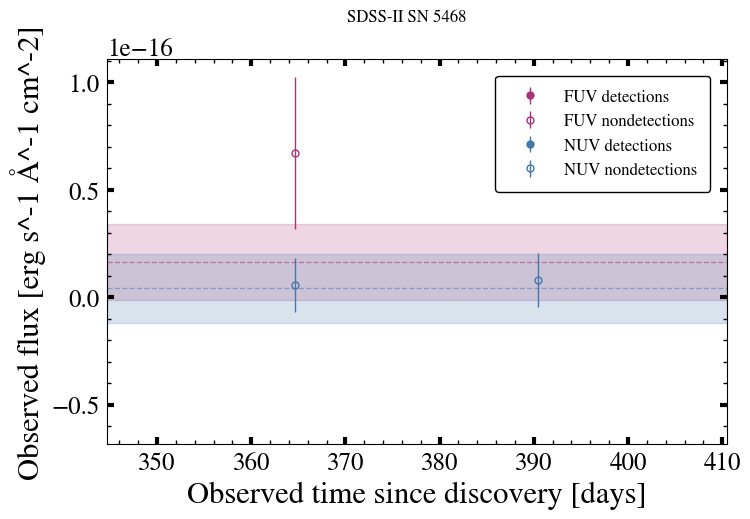 SDSS-II SN 5468
1e−16
FUV detections
FUV nondetections
NUV detections
NUV nondetections
1.0
0.5
0.0
−0.5
Observed flux [erg s^-1 Å^-1 cm^-2]
350 360 370 380 390 400 410
Observed time since discovery [days]